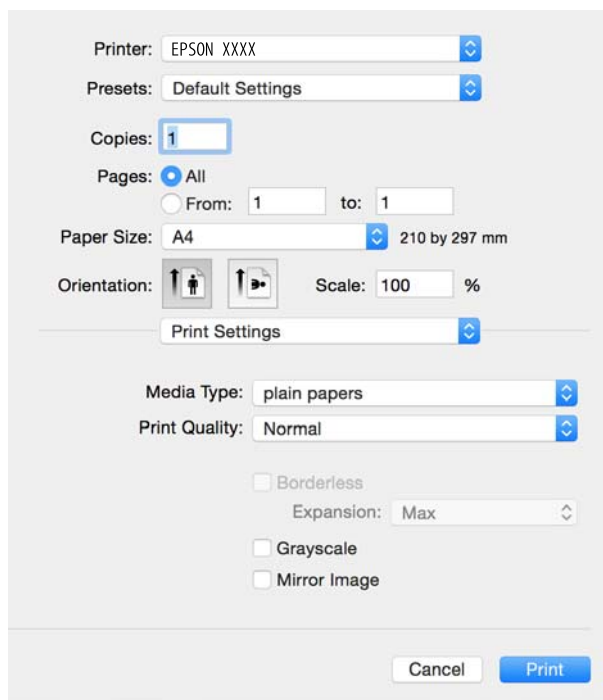 Printer: EPSON XXXX
Presets: Default Settings
Copies: 1
Pages: All
From: 1 to: 1
Paper Size: A4 210 by 297 mm
Orientation: Scale: 100 %
Print Settings
Media Type: plain papers
Print Quality: Normal
Borderless
Expansion: Max
Grayscale
Mirror Image
Cancel Print